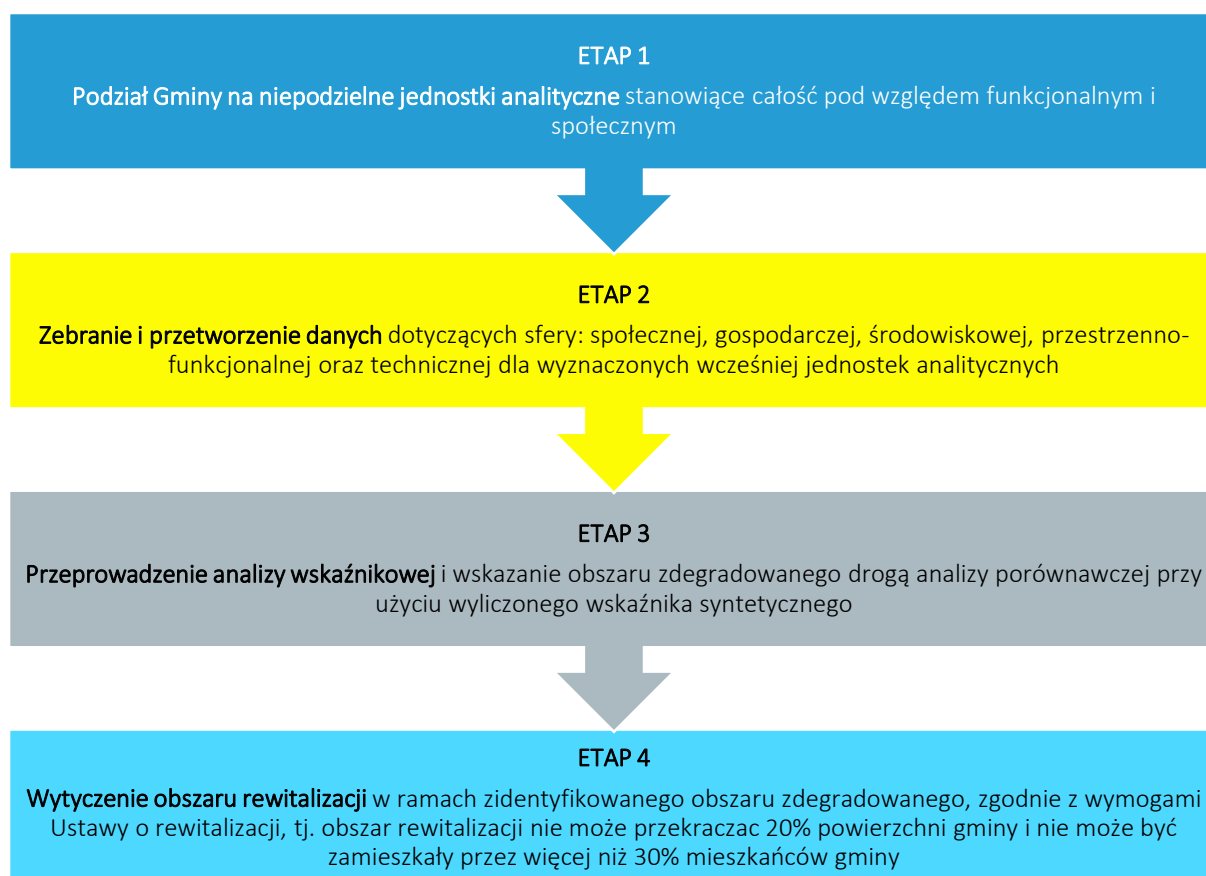 ETAP 1
Podział Gminy na niepodzielne jednostki analityczne stanowiące całość pod względem funkcjonalnym i
społecznym
ETAP 2
Zebranie i przetworzenie danych dotyczących sfery: społecznej, gospodarczej, środowiskowej, przestrzenno-
funkcjonalnej oraz technicznej dla wyznaczonych wcześniej jednostek analitycznych
ETAP 3
Przeprowadzenie analizy wskaźnikowej i wskazanie obszaru zdegradowanego drogą analizy porównawczej przy
użyciu wyliczonego wskaźnika syntetycznego
ETAP 4
Wytyczenie obszaru rewitalizacji w ramach zidentyfikowanego obszaru zdegradowanego, zgodnie z wymogami
Ustawy o rewitalizacji, tj. obszar rewitalizacji nie może przekraczac 20% powierzchni gminy i nie może być
zamieszkały przez więcej niż 30% mieszkańców gminy